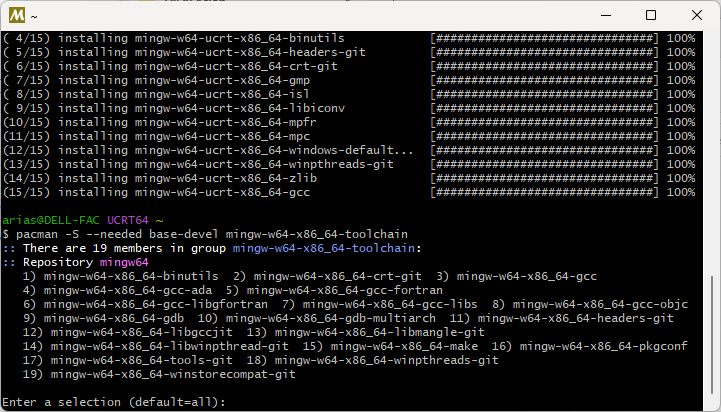 ~
( 4/15) installing mingw-w64-ucrt-x86_64-binutils [##############################] 100%
( 5/15) installing mingw-w64-ucrt-x86_64-headers-git [##############################] 100%
( 6/15) installing mingw-w64-ucrt-x86_64-crt-git [##############################] 100%
( 7/15) installing mingw-w64-ucrt-x86_64-gmp [##############################] 100%
( 8/15) installing mingw-w64-ucrt-x86_64-isl [##############################] 100%
( 9/15) installing mingw-w64-ucrt-x86_64-libiconv [##############################] 100%
(10/15) installing mingw-w64-ucrt-x86_64-mpfr [##############################] 100%
(11/15) installing mingw-w64-ucrt-x86_64-mpc [##############################] 100%
(12/15) installing mingw-w64-ucrt-x86_64-windows-default... [##############################] 100%
(13/15) installing mingw-w64-ucrt-x86_64-winpthreads-git [##############################] 100%
(14/15) installing mingw-w64-ucrt-x86_64-zlib [##############################] 100%
(15/15) installing mingw-w64-ucrt-x86_64-gcc [##############################] 100%
arias@DELL-FAC UCRT64 ~
$ pacman -S --needed base-devel mingw-w64-x86_64-toolchain
:: There are 19 members in group mingw-w64-x86_64-toolchain:
:: Repository mingw64
1) mingw-w64-x86_64-binutils 2) mingw-w64-x86_64-crt-git 3) mingw-w64-x86_64-gcc
4) mingw-w64-x86_64-gcc-ada 5) mingw-w64-x86_64-gcc-fortran
6) mingw-w64-x86_64-gcc-libgfortran 7) mingw-w64-x86_64-gcc-libs 8) mingw-w64-x86_64-gcc-objc
9) mingw-w64-x86_64-gdb 10) mingw-w64-x86_64-gdb-multiarch 11) mingw-w64-x86_64-headers-git
12) mingw-w64-x86_64-libgccjit 13) mingw-w64-x86_64-libmangle-git
14) mingw-w64-x86_64-libwinpthread-git 15) mingw-w64-x86_64-make 16) mingw-w64-x86_64-pkgconf
17) mingw-w64-x86_64-tools-git 18) mingw-w64-x86_64-winpthreads-git
19) mingw-w64-x86_64-winstorecompat-git
Enter a selection (default=all):